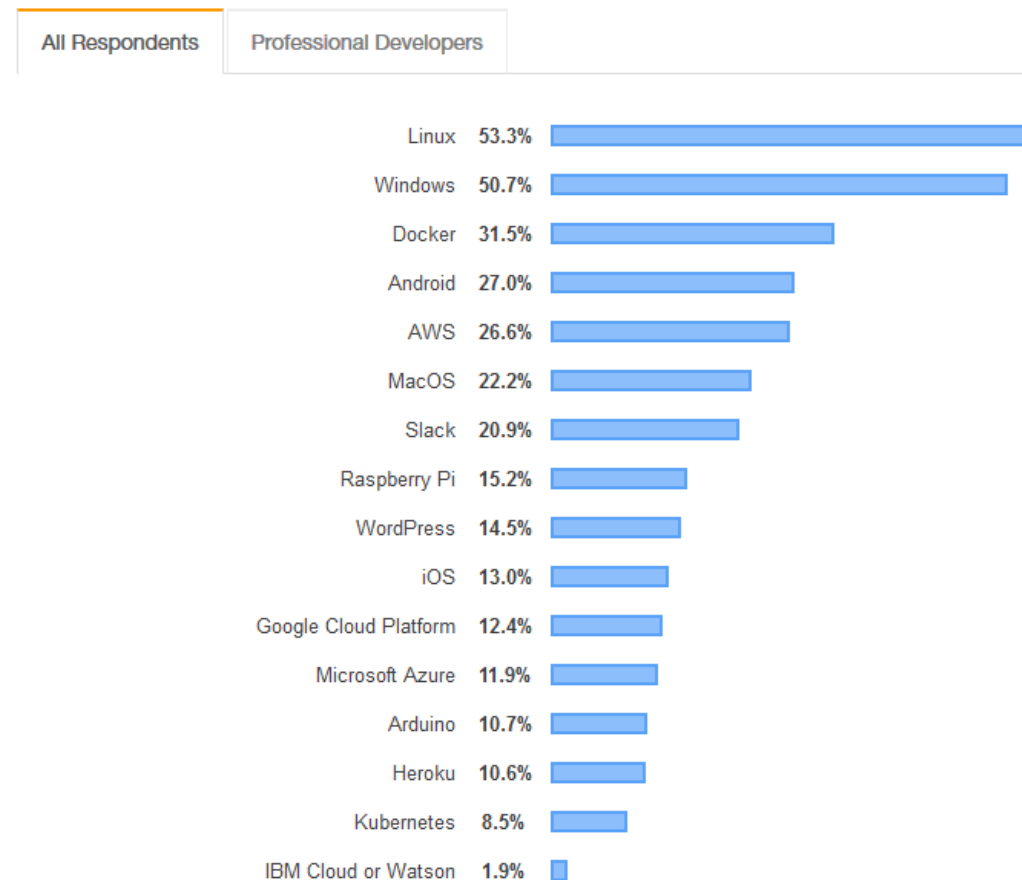 All Respondents Professional Developers
Linux 53.3%
Windows 50.7%
Docker 31.5%
Android 27.0%
AWS 26.6%
MacOS 22.2%
Slack 20.9%
Raspberry Pi 15.2%
WordPress 14.5%
iOS 13.0%
Google Cloud Platform 12.4%
Microsoft Azure 11.9%
Arduino 10.7%
Heroku 10.6%
Kubernetes 8.5%
IBM Cloud or Watson 1.9%